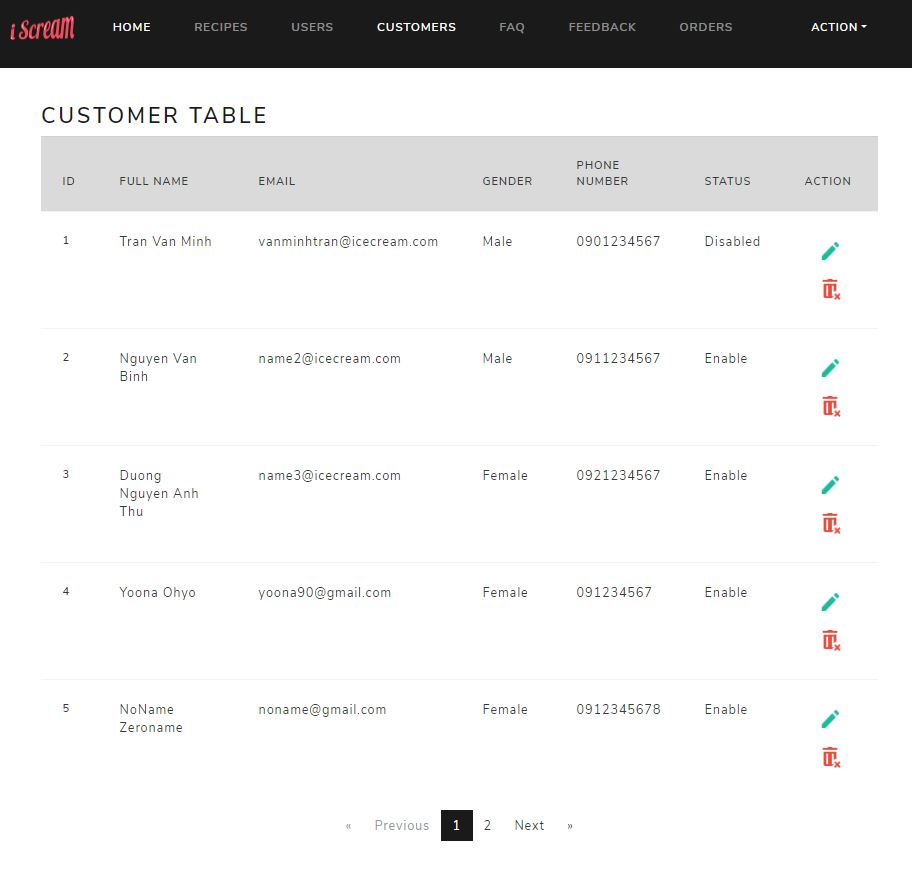 i Scream HOME RECIPES USERS CUSTOMERS FAQ FEEDBACK ORDERS ACTION
CUSTOMER TABLE
ID FULL NAME EMAIL GENDER PHONE NUMBER STATUS ACTION
1 Tran Van Minh vanminhtran@icecream.com Male 0901234567 Disabled
2 Nguyen Van Binh name2@icecream.com Male 0911234567 Enable
3 Duong Nguyen Anh Thu name3@icecream.com Female 0921234567 Enable
4 Yoona Ohyo yoona90@gmail.com Female 091234567 Enable
5 NoName Zeroname noname@gmail.com Female 0912345678 Enable
« Previous 1 2 Next »